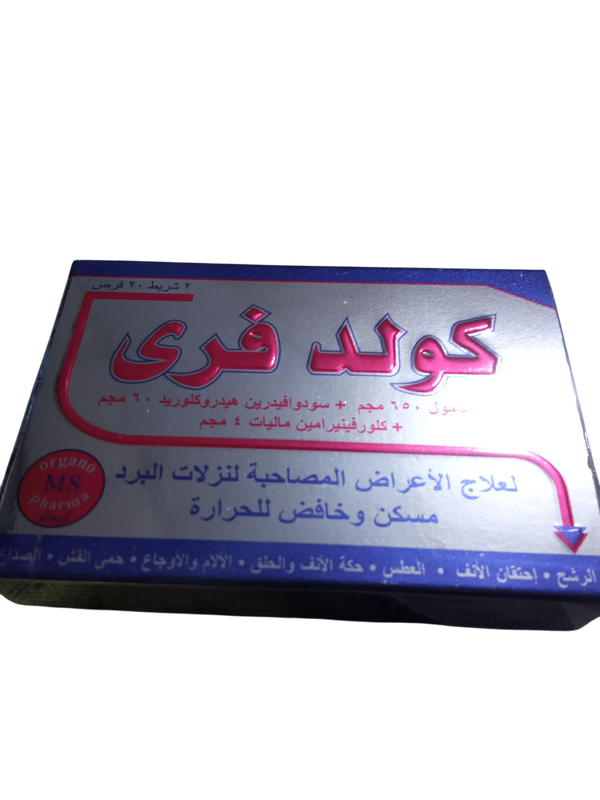 ٢ شريط ٢٠ قرص
كولد فرى
٦٥٠ مجم + سودوافيدرين هيدروكلوريد ٦٠ مجم
+ كلورفينيرامين ماليات ٤ مجم
لعلاج الأعراض المصاحبة لنزلات البرد
مسكن وخافض للحرارة
organo
MS
pharma
الرشح • إحتقان الأنف • العطس • حكة الأنف والحلق • الآلام والأوجاع • حمى القش • الصداع